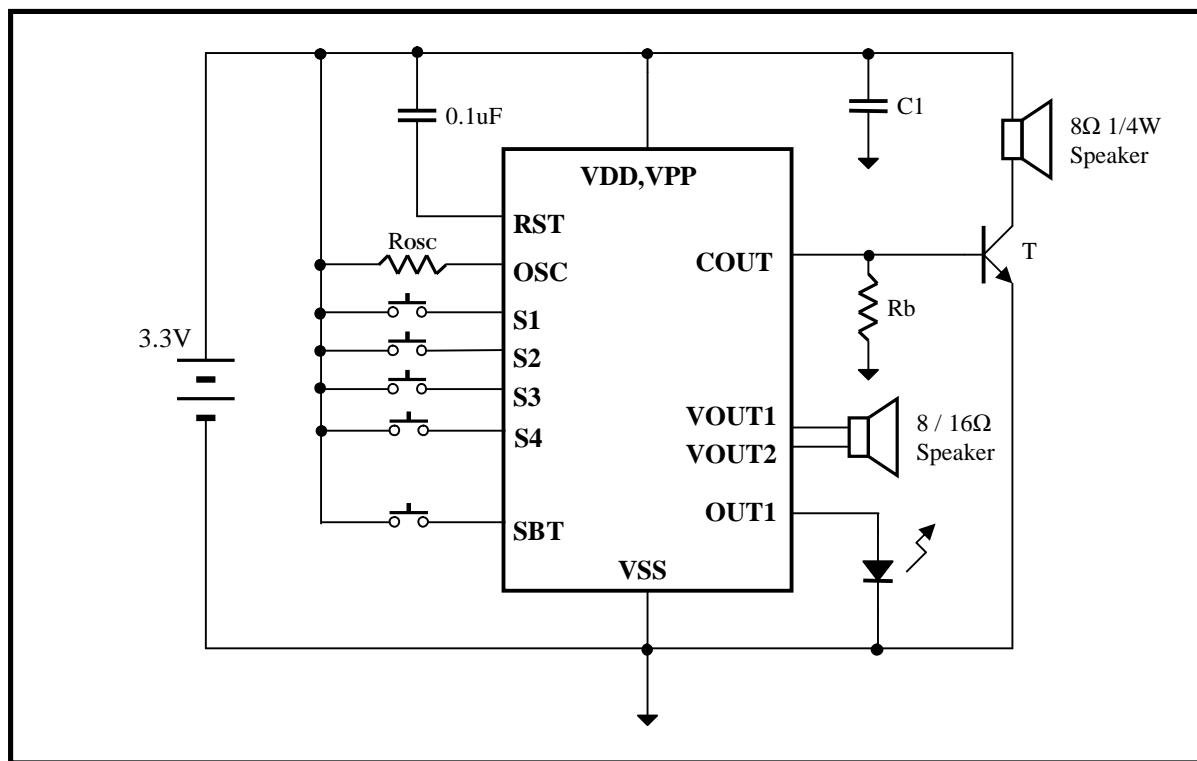 0.1uF
C1
8Ω 1/4W
Speaker
VDD,VPP
RST
Rosc
OSC
COUT
T
S1
Rb
3.3V
S2
S3
S4
VOUT1
8 / 16Ω
VOUT2
Speaker
OUT1
SBT
VSS